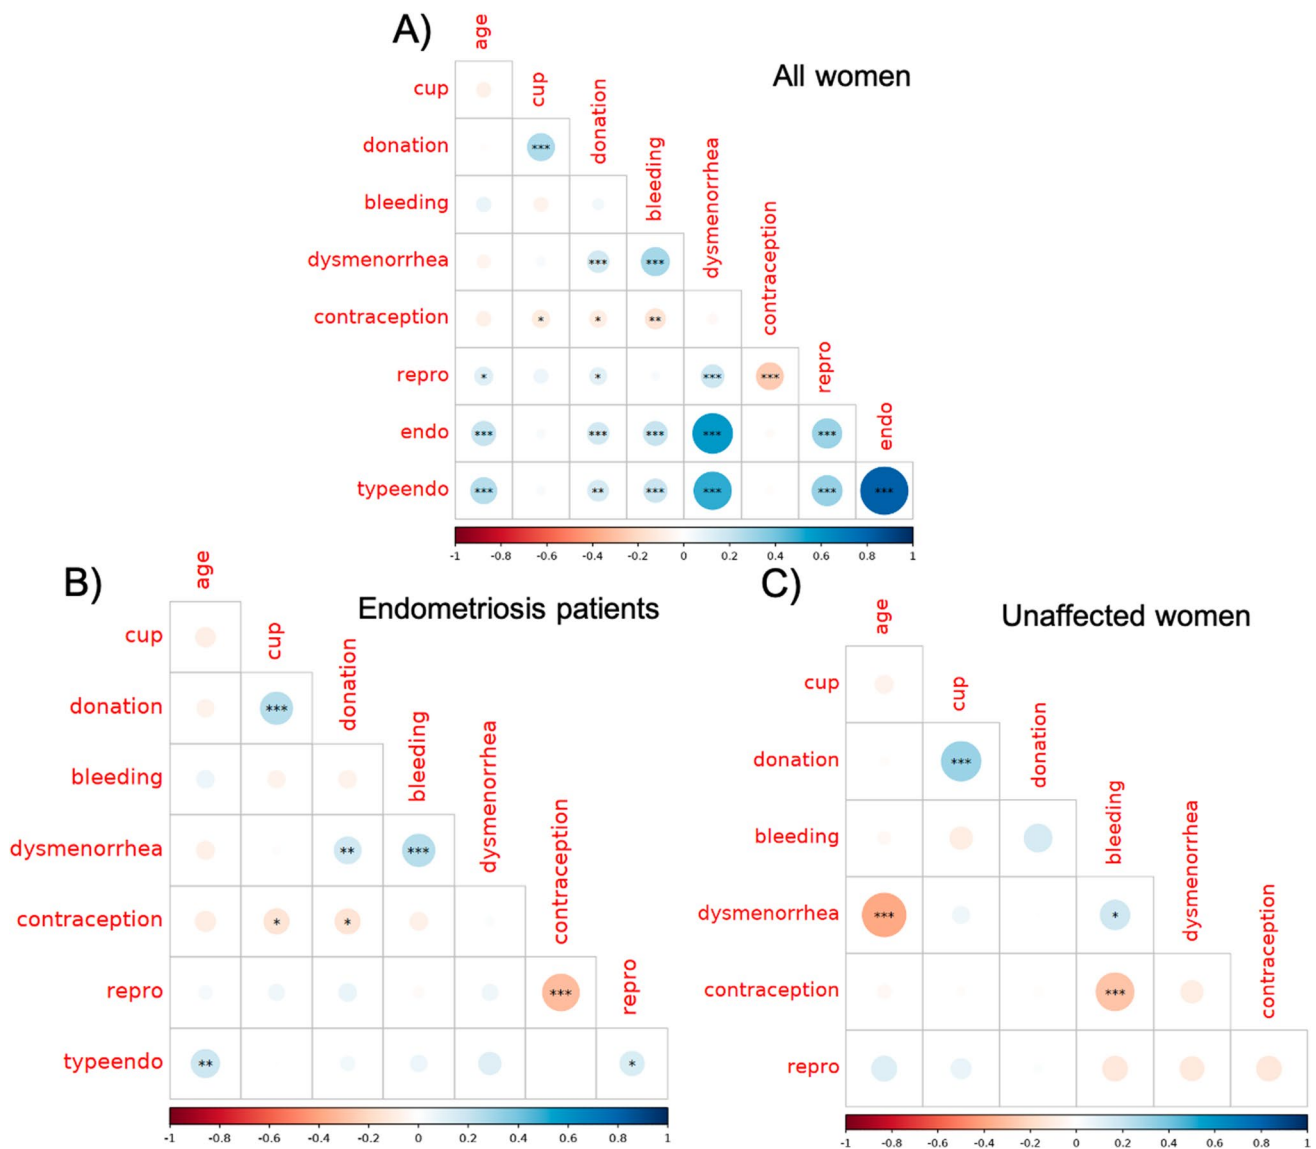 A)
All women
age
cup
cup
donation
donation
***
bleeding
bleeding
dysmenorrhea
dysmenorrhea
*** ***
contraception
contraception
* * **
repro
repro
* * *** ***
endo
endo
*** *** *** *** ***
typeendo
*** ** *** *** *** ***
-1 -0.8 -0.6 -0.4 -0.2 0 0.2 0.4 0.6 0.8 1
B)
Endometriosis patients
age
cup
cup
donation
donation
***
bleeding
bleeding
dysmenorrhea
dysmenorrhea
** ***
contraception
contraception
* *
repro
repro
***
typeendo
** *
-1 -0.8 -0.6 -0.4 -0.2 0 0.2 0.4 0.6 0.8 1
C)
Unaffected women
age
cup
cup
donation
donation
***
bleeding
bleeding
dysmenorrhea
dysmenorrhea
*** *
contraception
contraception
***
repro
-1 -0.8 -0.6 -0.4 -0.2 0 0.2 0.4 0.6 0.8 1